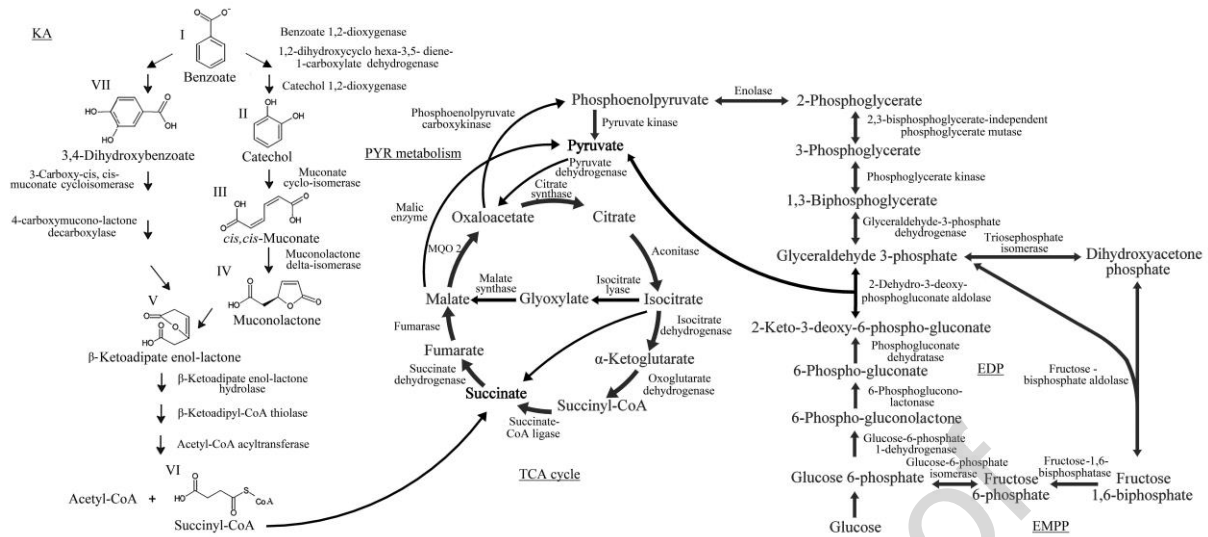 KA
I
Benzoate
Benzoate 1,2-dioxygenase
1,2-dihydroxycyclo hexa-3,5- diene-
1-carboxylate dehydrogenase
Catechol 1,2-dioxygenase
VII
HO
HO
O
OH
3,4-Dihydroxybenzoate
3-Carboxy-cis, cis-
muconate cycloisomerase
4-carboxymucono-lactone
decarboxylase
II
OH
OH
Catechol
Muconate
cyclo-isomerase
III
cis,cis-Muconate
Muconolactone
delta-isomerase
IV
Muconolactone
V
β-Ketoadipate enol-lactone
β-Ketoadipate enol-lactone
hydrolase
β-Ketoadipyl-CoA thiolase
Acetyl-CoA acyltransferase
VI
Acetyl-CoA +
HO
O
O
S
CoA
Succinyl-CoA
PYR metabolism
Phosphoenolpyruvate
carboxykinase
Phosphoenolpyruvate
Pyruvate kinase
Pyruvate
Pyruvate
dehydrogenase
Citrate
synthase
Malic
enzyme
Oxaloacetate
Citrate
MQO 2
Aconitase
Malate
synthase
Isocitrate
lyase
Malate
Glyoxylate
Isocitrate
Fumarase
Isocitrate
dehydrogenase
Fumarate
α-Ketoglutarate
Succinate
dehydrogenase
Oxoglutarate
dehydrogenase
Succinate
Succinyl-CoA
Succinate-
CoA ligase
TCA cycle
Enolase
2-Phosphoglycerate
2,3-bisphosphoglycerate-independent
phosphoglycerate mutase
3-Phosphoglycerate
Phosphoglycerate kinase
1,3-Biphosphoglycerate
Glyceraldehyde-3-phosphate
dehydrogenase
Glyceraldehyde 3-phosphate
Triosephosphate
isomerase
Dihydroxyacetone
phosphate
2-Dehydro-3-deoxy-
phosphogluconate aldolase
2-Keto-3-deoxy-6-phospho-gluconate
Phosphogluconate
dehydratase
EDP
6-Phospho-gluconate
6-Phosphoglucono-
lactonase
Fructose -
bisphosphate aldolase
6-Phospho-gluconolactone
Glucose-6-phosphate
1-dehydrogenase
Glucose 6-phosphate
Glucose-6-phosphate
isomerase
Fructose
6-phosphate
Fructose-1,6-
bisphosphatase
Fructose
1,6-biphosphate
Glucose
EMPP
of